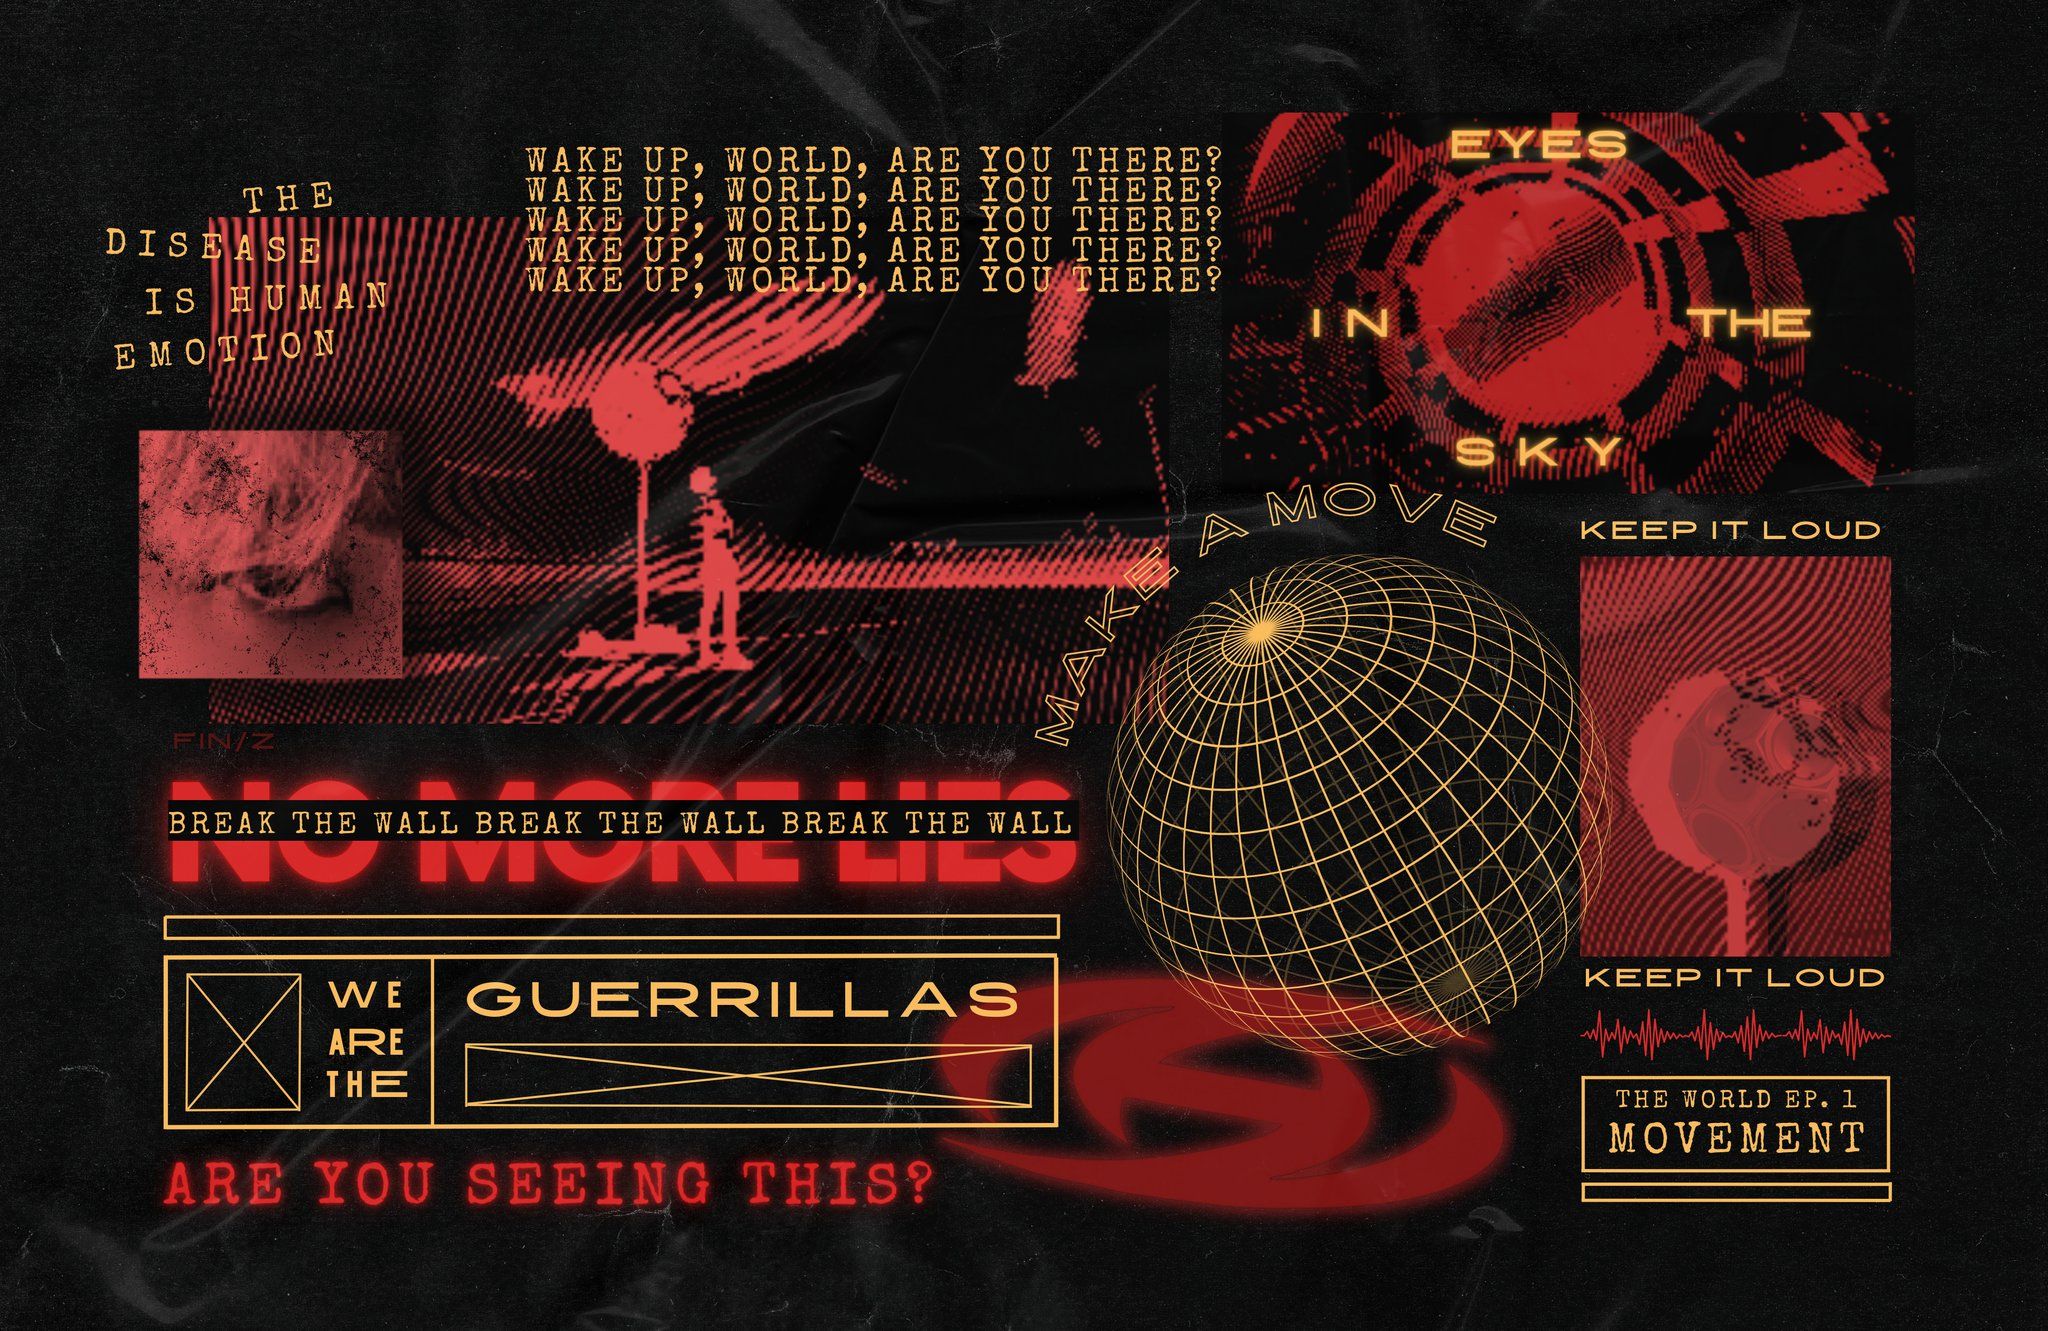 THE
DISEASE
IS HUMAN
EMOTION
WAKE UP, WORLD, ARE YOU THERE?
WAKE UP, WORLD, ARE YOU THERE?
WAKE UP, WORLD, ARE YOU THERE?
WAKE UP, WORLD, ARE YOU THERE?
WAKE UP, WORLD, ARE YOU THERE?
EYES
IN THE
SKY
MAKE A MOVE
KEEP IT LOUD
FIN/Z
NO MORE LIES
BREAK THE WALL BREAK THE WALL BREAK THE WALL
WE
ARE
THE
GUERRILLAS
ARE YOU SEEING THIS?
KEEP IT LOUD
THE WORLD EP. 1
MOVEMENT